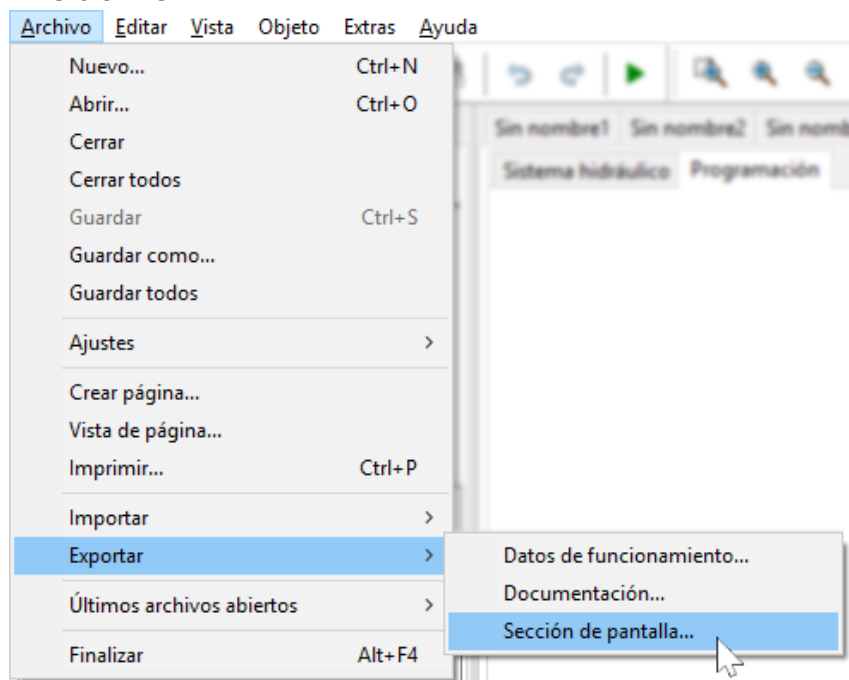 Archivo Editar Vista Objeto Extras Ayuda
Nuevo... Ctrl+N
Abrir... Ctrl+O
Cerrar
Cerrar todos
Guardar Ctrl+S
Guardar como...
Guardar todos
Ajustes >
Crear página...
Vista de página...
Imprimir... Ctrl+P
Importar >
Exportar >
Últimos archivos abiertos >
Finalizar Alt+F4
Sin nombre1 Sin nombre2 Sin nomb
Sistema hidráulico Programación
Datos de funcionamiento...
Documentación...
Sección de pantalla...